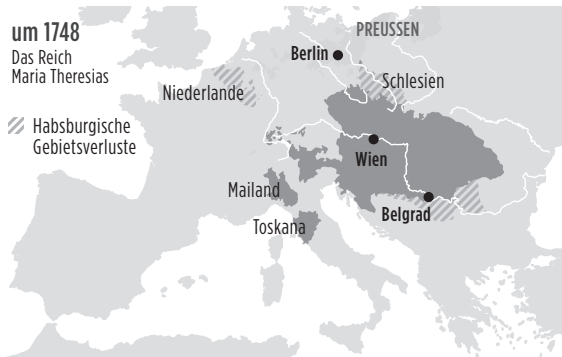 um 1748
Das Reich
Maria Theresias
Habsburgische
Gebietsverluste
PREUSSEN
Berlin
Schlesien
Niederlande
Wien
Mailand
Belgrad
Toskana